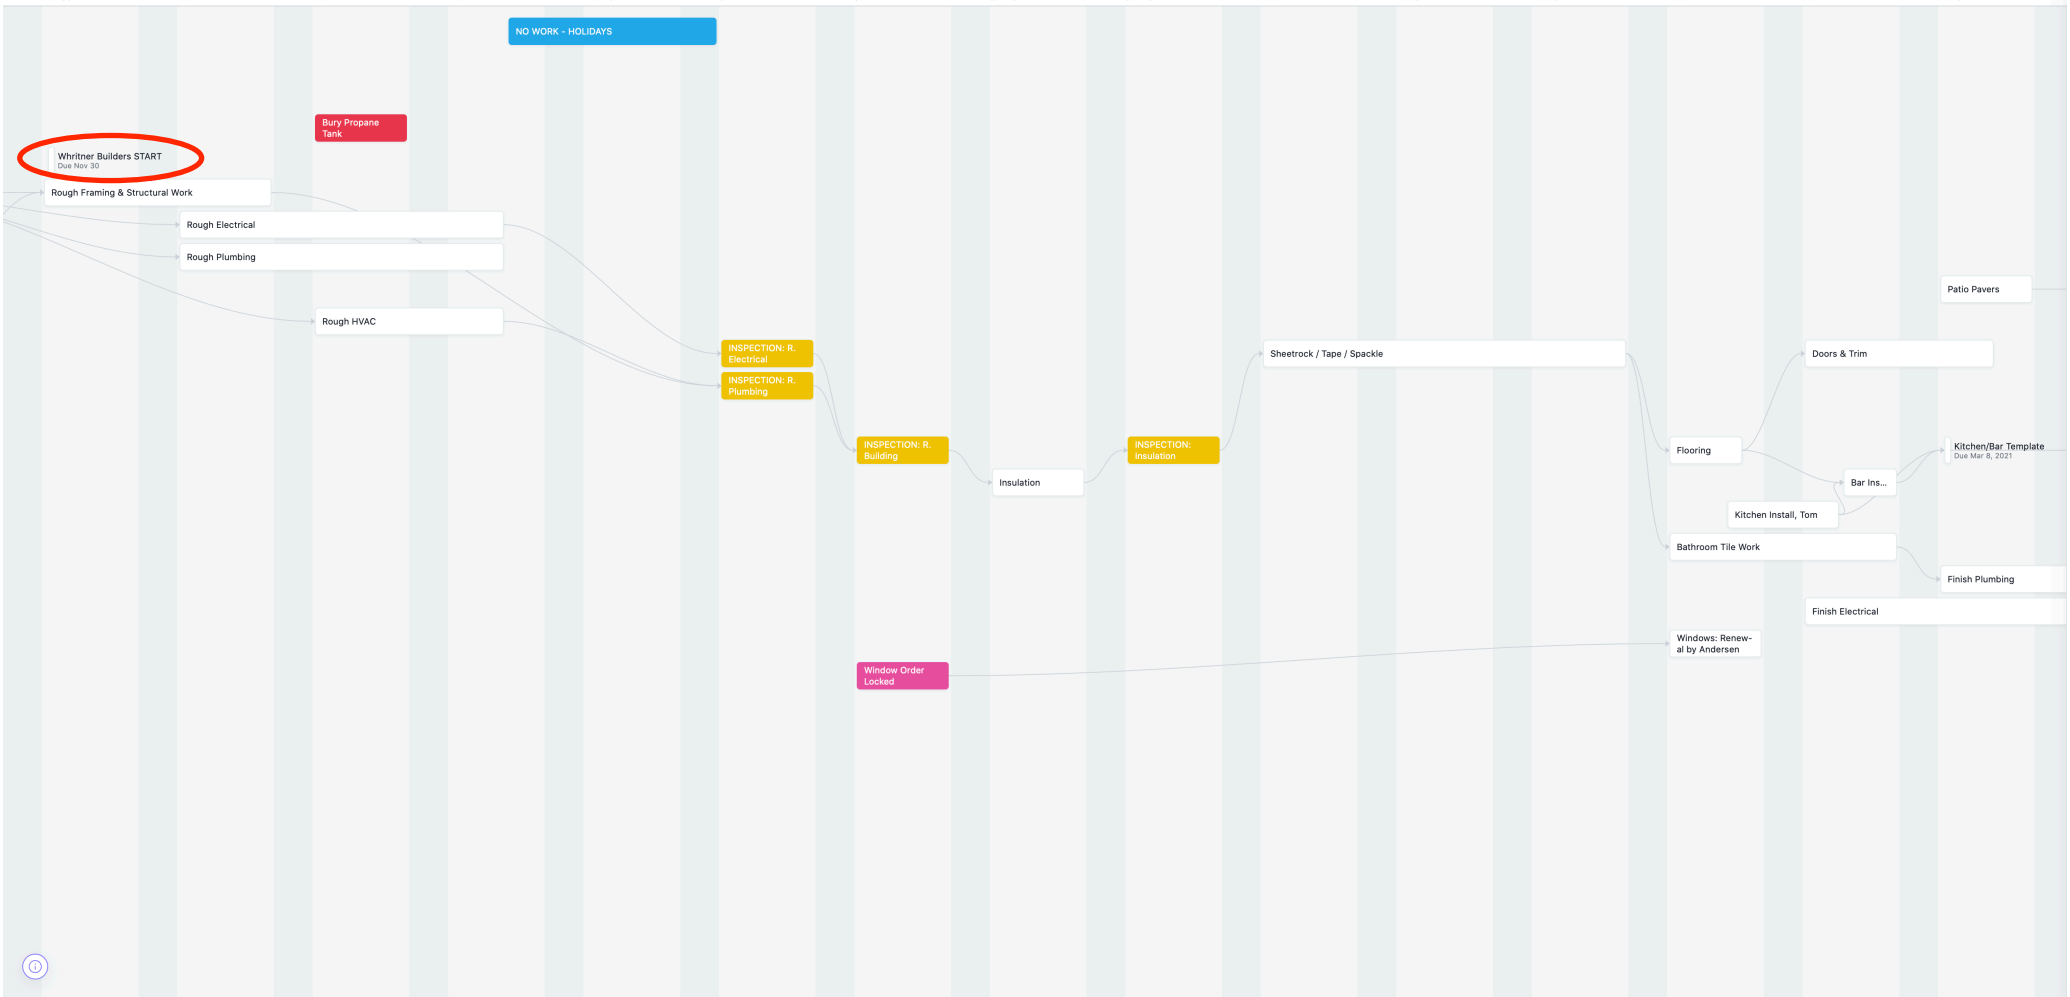 NO WORK - HOLIDAYS
Bury Propane
Tank
Whritner Builders START
Due Nov 30
Rough Framing & Structural Work
Rough Electrical
Rough Plumbing
Patio Pavers
Rough HVAC
INSPECTION: R.
Electrical
INSPECTION: R.
Plumbing
Sheetrock / Tape / Spackle
Doors & Trim
INSPECTION: R.
Building
INSPECTION:
Insulation
Flooring
Kitchen/Bar Template
Due Mar 8, 2021
Insulation
Bar Ins...
Kitchen Install, Tom
Bathroom Tile Work
Finish Plumbing
Finish Electrical
Windows: Renew-
al by Andersen
Window Order
Locked